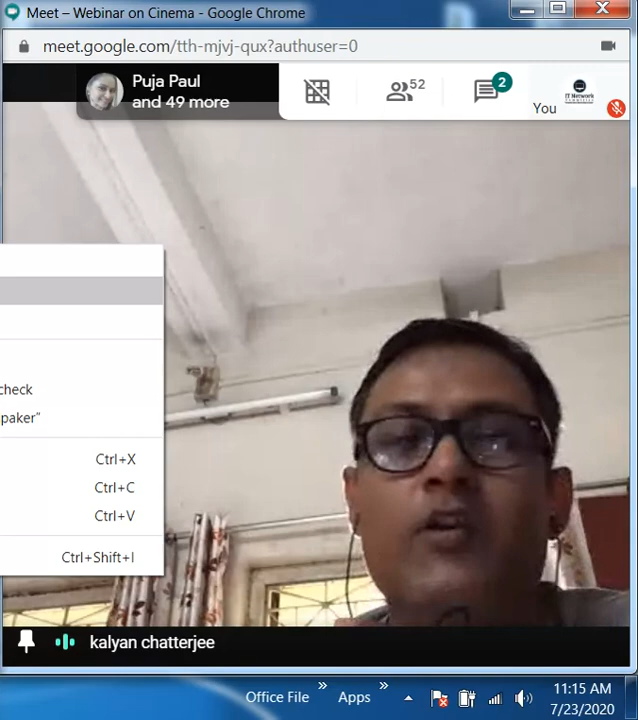 Meet – Webinar on Cinema - Google Chrome
meet.google.com/tth-mjvj-qux?authuser=0
Puja Paul
and 49 more
52
2
You
IT Network
check
paker"
Ctrl+X
Ctrl+C
Ctrl+V
Ctrl+Shift+I
kalyan chatterjee
Office File
»
Apps
»
11:15 AM
7/23/2020